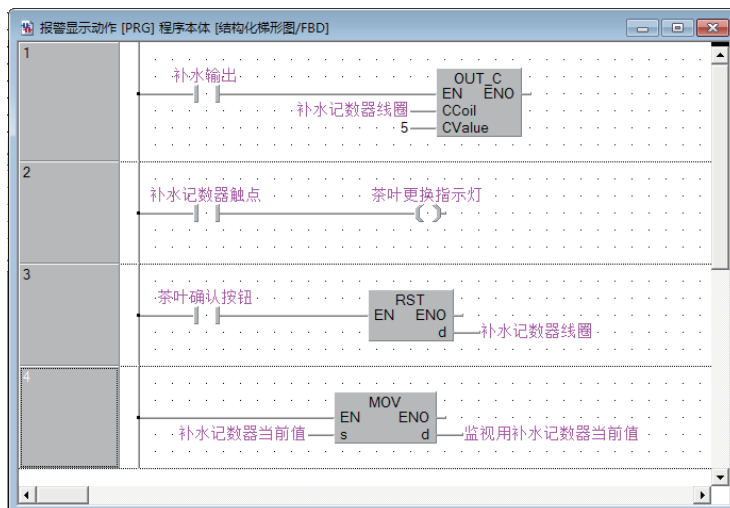 报警显示动作 [PRG] 程序本体 [结构化梯形图/FBD]
1
补水输出
OUT_C
EN ENO
补水记数器线圈 CCoil
5 CValue
2
补水记数器触点 茶叶更换指示灯
3
茶叶确认按钮
RST
EN ENO
d 补水记数器线圈
4
MOV
EN ENO
补水记数器当前值 s d 监视用补水记数器当前值